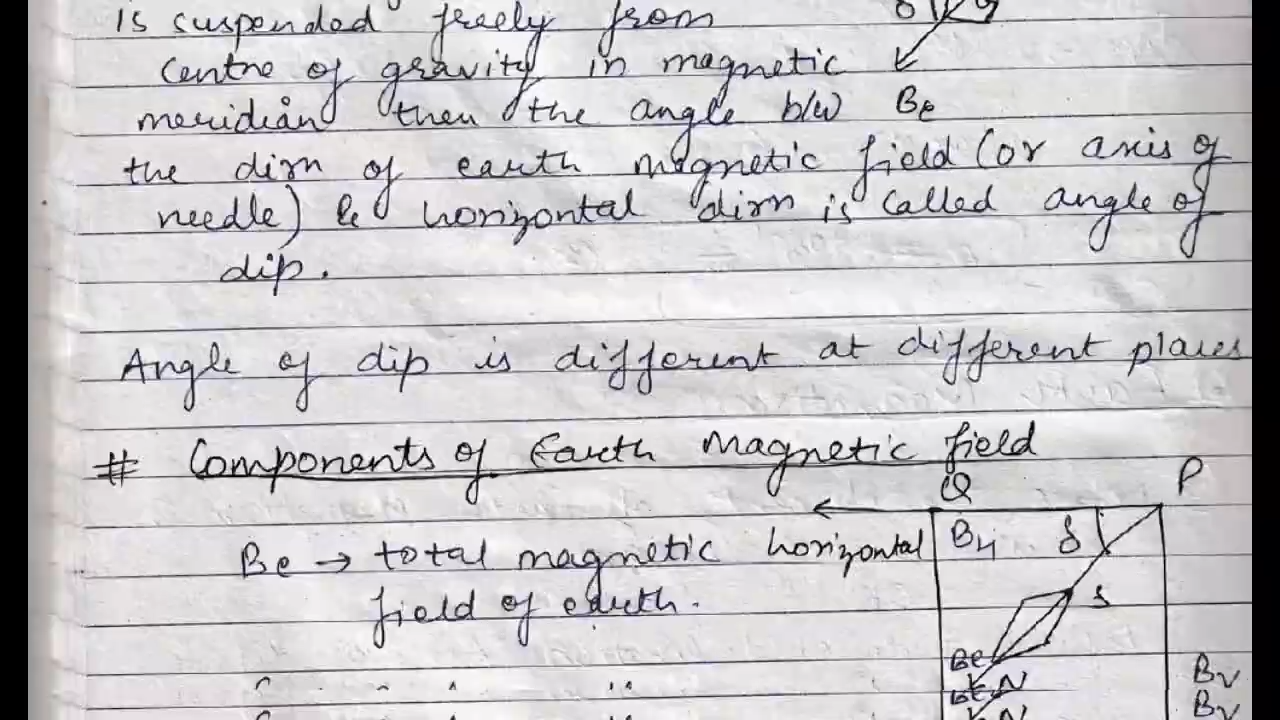 is suspended freely from
δ
centre of gravity in magnetic
meridian then the angle b/w Be
the dirn of earth magnetic field (or axis of
needle) & horizontal dirn is called angle of
dip.
Angle of dip is different at different places
# Components of Earth Magnetic field
Q P
Be → total magnetic horizontal BH δ
field of earth. S
Be N Bv
Be N Bv